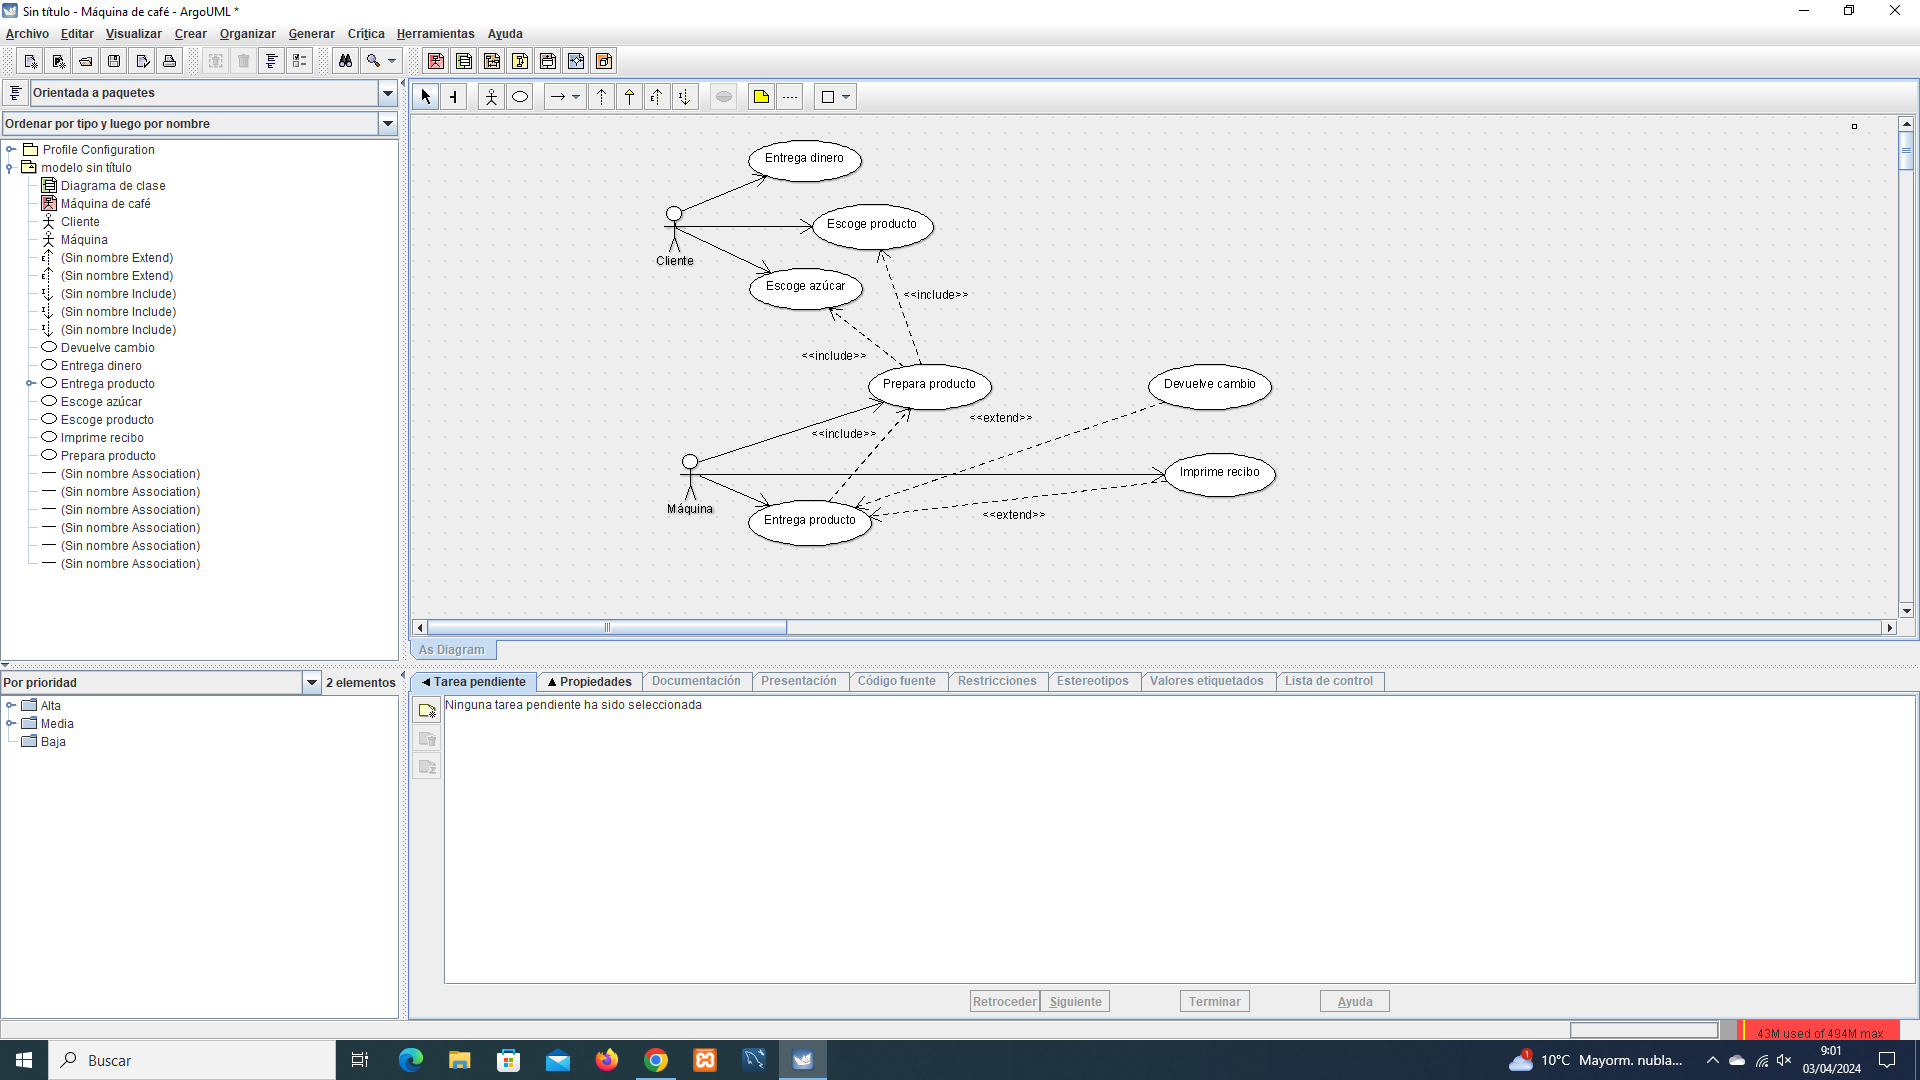 Sin título - Máquina de café - ArgoUML *
Archivo Editar Visualizar Crear Organizar Generar Crítica Herramientas Ayuda
Orientada a paquetes
Ordenar por tipo y luego por nombre
Profile Configuration
modelo sin título
Diagrama de clase
Máquina de café
Cliente
Máquina
(Sin nombre Extend)
(Sin nombre Extend)
(Sin nombre Include)
(Sin nombre Include)
(Sin nombre Include)
Devuelve cambio
Entrega dinero
Entrega producto
Escoge azúcar
Escoge producto
Imprime recibo
Prepara producto
(Sin nombre Association)
(Sin nombre Association)
(Sin nombre Association)
(Sin nombre Association)
(Sin nombre Association)
(Sin nombre Association)
Entrega dinero
Escoge producto
Cliente
Escoge azúcar
<<include>>
<<include>>
Prepara producto
Devuelve cambio
<<extend>>
<<include>>
Imprime recibo
Máquina
Entrega producto
<<extend>>
As Diagram
Por prioridad
2 elementos
Alta
Media
Baja
Tarea pendiente
Propiedades
Documentación
Presentación
Código fuente
Restricciones
Estereotipos
Valores etiquetados
Lista de control
Ninguna tarea pendiente ha sido seleccionada
Retroceder
Siguiente
Terminar
Ayuda
43M used of 494M max
Buscar
1
10°C Mayorm. nubla...
9:01
03/04/2024